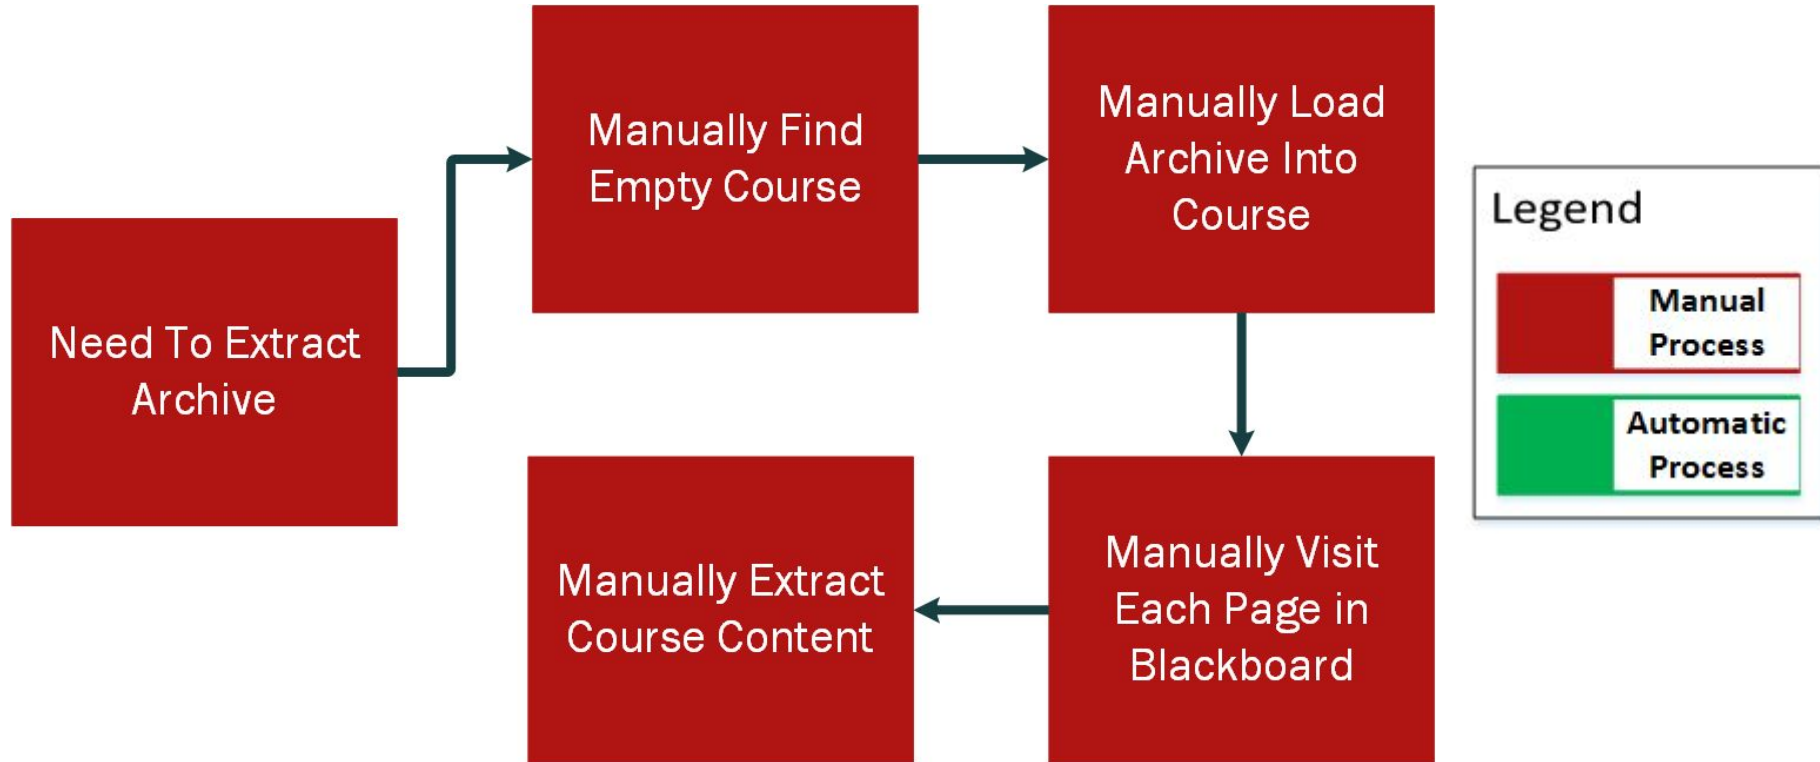 Need To Extract
Archive
Manually Find
Empty Course
Manually Load
Archive Into
Course
Manually Visit
Each Page in
Blackboard
Manually Extract
Course Content
Legend
Manual
Process
Automatic
Process